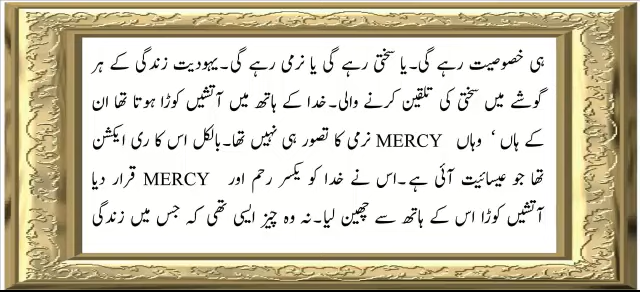 ہی خصوصیت رہے گی۔یا سختی رہے گی یا نرمی رہے گی۔یہودیت زندگی کے ہر
گوشے میں سختی کی تلقین کرنے والی۔خدا کے ہاتھ میں آتشیں کوڑا ہوتا تھا ان
کے ہاں ‘ وہاں MERCY نرمی کا تصور ہی نہیں تھا۔بالکل اس کا ری ایکشن
تھا جو عیسائیت آئی ہے۔اس نے خدا کو یکسر رحم اور MERCY قرار دیا
آتشیں کوڑا اس کے ہاتھ سے چھین لیا۔نہ وہ چیز ایسی تھی کہ جس میں زندگی